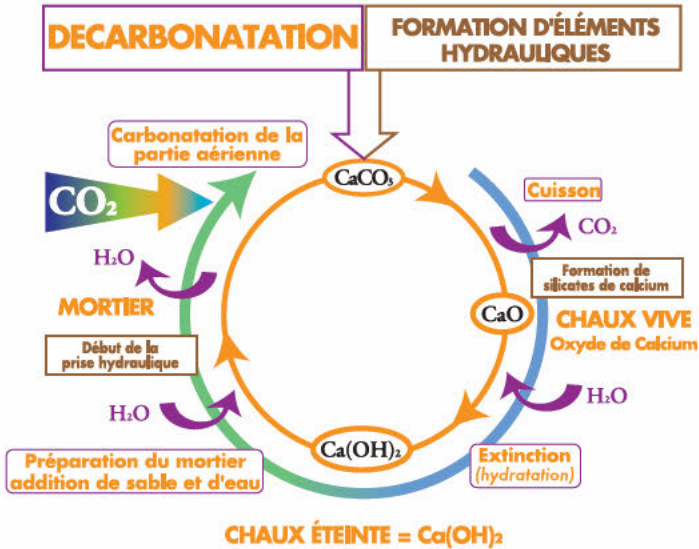 DECARBONATATION
FORMATION D'ÉLÉMENTS
HYDRAULIQUES
Carbonatation de la
partie aérienne
CaCO₃
CO₂
Cuisson
CO₂
H₂O
Formation de
silicates de calcium
MORTIER
CaO
CHAUX VIVE
Oxyde de Calcium
Début de la
prise hydraulique
H₂O
H₂O
Ca(OH)₂
Préparation du mortier
addition de sable et d'eau
Extinction
(hydratation)
CHAUX ÉTEINTE = Ca(OH)₂